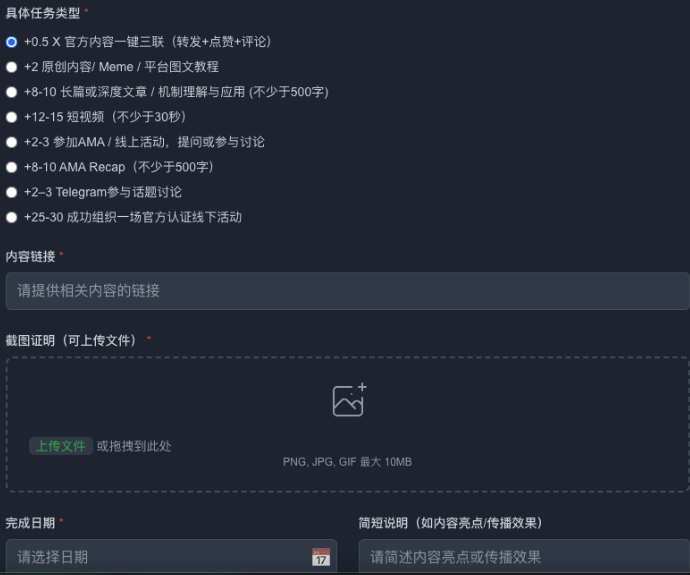 具体任务类型 *
+0.5 X 官方内容一键三联（转发+点赞+评论）
+2 原创内容/ Meme / 平台图文教程
+8-10 长篇或深度文章 / 机制理解与应用 (不少于500字)
+12-15 短视频（不少于30秒）
+2-3 参加AMA / 线上活动，提问或参与讨论
+8-10 AMA Recap（不少于500字）
+2–3 Telegram参与话题讨论
+25-30 成功组织一场官方认证线下活动
内容链接 *
请提供相关内容的链接
截图证明（可上传文件） *
上传文件 或拖拽到此处
PNG, JPG, GIF 最大 10MB
完成日期 *
请选择日期
17
简短说明（如内容亮点/传播效果）
请简述内容亮点或传播效果